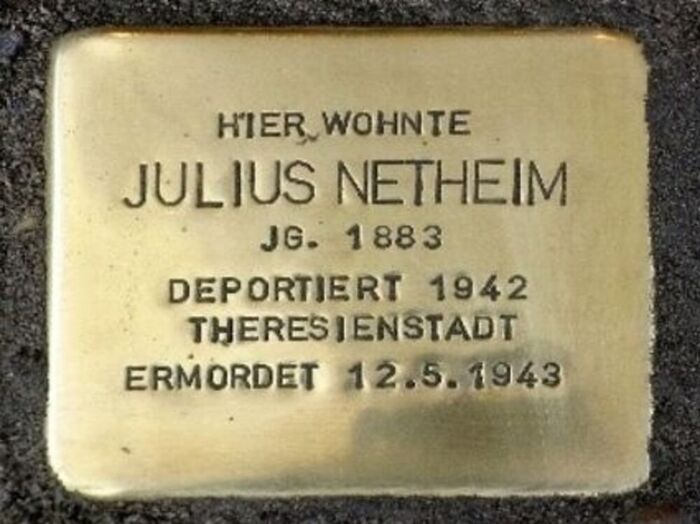 HIER WOHNTE
JULIUS NETHEIM
JG. 1883
DEPORTIERT 1942
THERESIENSTADT
ERMORDET 12.5.1943